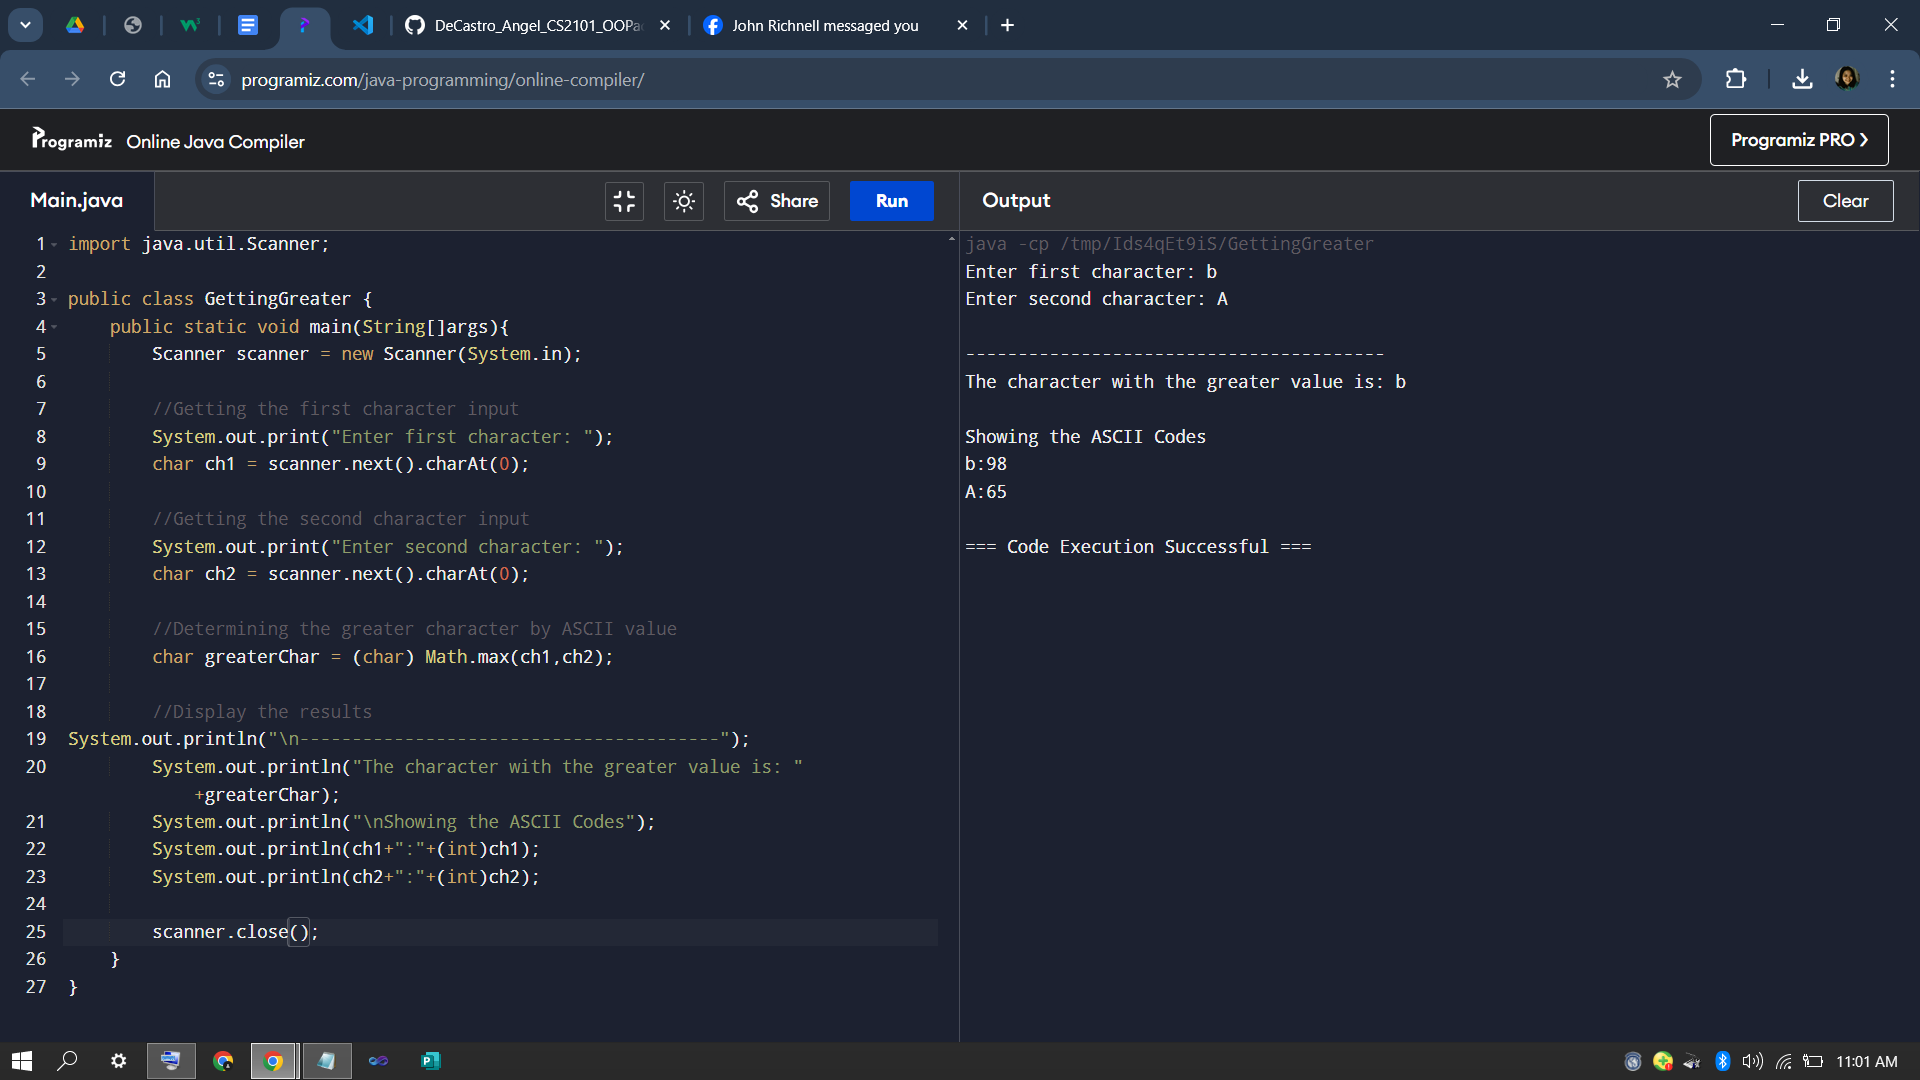 DeCastro_Angel_CS2101_OOPa
John Richnell messaged you
programiz.com/java-programming/online-compiler/
Programiz Online Java Compiler
Programiz PRO
Main.java
Share
Run
Output
Clear
1 import java.util.Scanner;
2
3 public class GettingGreater {
4 public static void main(String[]args){
5 Scanner scanner = new Scanner(System.in);
6
7 //Getting the first character input
8 System.out.print("Enter first character: ");
9 char ch1 = scanner.next().charAt(0);
10
11 //Getting the second character input
12 System.out.print("Enter second character: ");
13 char ch2 = scanner.next().charAt(0);
14
15 //Determining the greater character by ASCII value
16 char greaterChar = (char) Math.max(ch1,ch2);
17
18 //Display the results
19 System.out.println("\n----------------------------------------");
20 System.out.println("The character with the greater value is: "
+greaterChar);
21 System.out.println("\nShowing the ASCII Codes");
22 System.out.println(ch1+":"+(int)ch1);
23 System.out.println(ch2+":"+(int)ch2);
24
25 scanner.close();
26 }
27 }
java -cp /tmp/Ids4qEt9iS/GettingGreater
Enter first character: b
Enter second character: A
----------------------------------------
The character with the greater value is: b
Showing the ASCII Codes
b:98
A:65
=== Code Execution Successful ===
11:01 AM